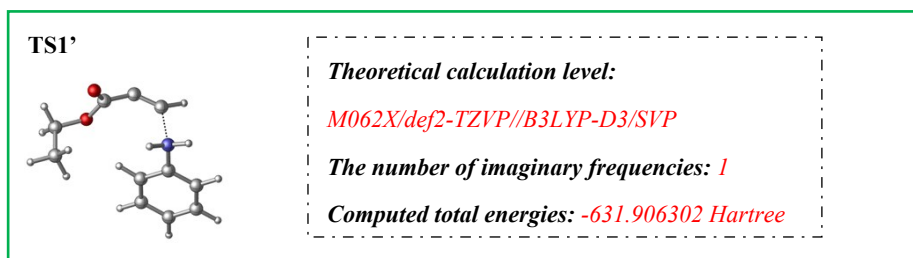 TS1’
Theoretical calculation level:
M062X/def2-TZVP//B3LYP-D3/SVP
The number of imaginary frequencies: 1
Computed total energies: -631.906302 Hartree